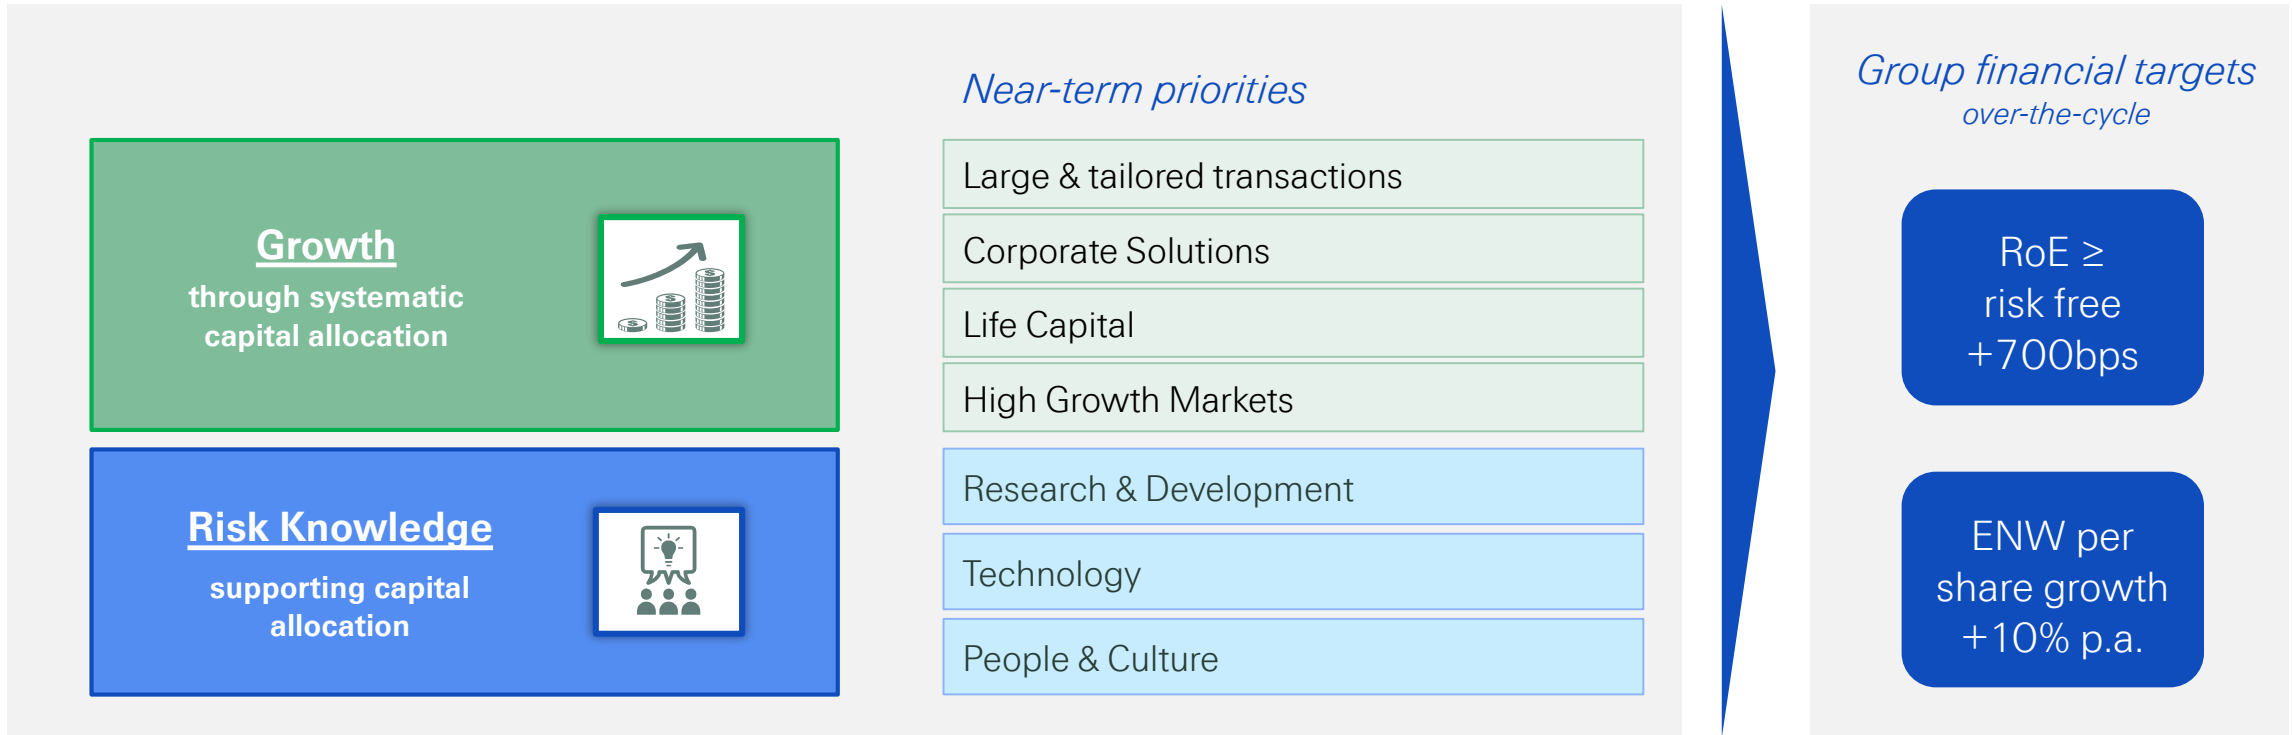 Near-term priorities
Growth
through systematic
capital allocation
Large & tailored transactions
Corporate Solutions
Life Capital
High Growth Markets
Risk Knowledge
supporting capital
allocation
Research & Development
Technology
People & Culture
Group financial targets
over-the-cycle
RoE ≥
risk free
+700bps
ENW per
share growth
+10% p.a.